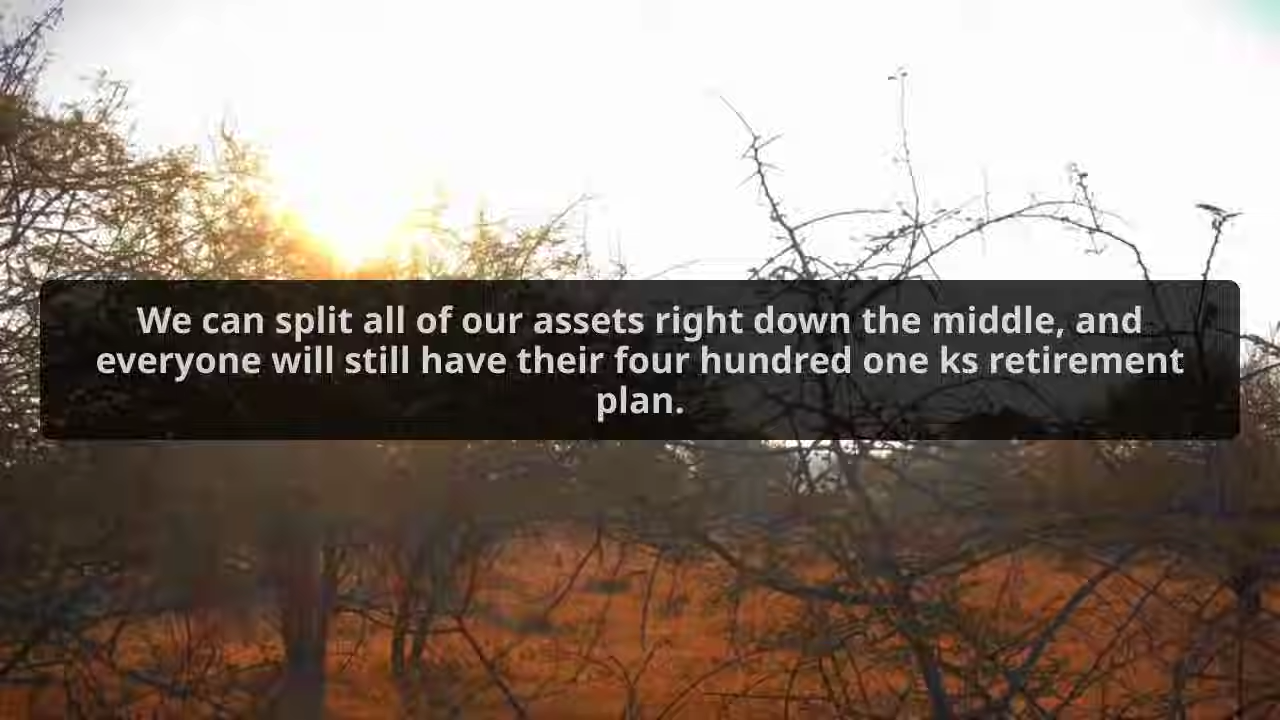 We can split all of our assets right down the middle, and
everyone will still have their four hundred one ks retirement
plan.